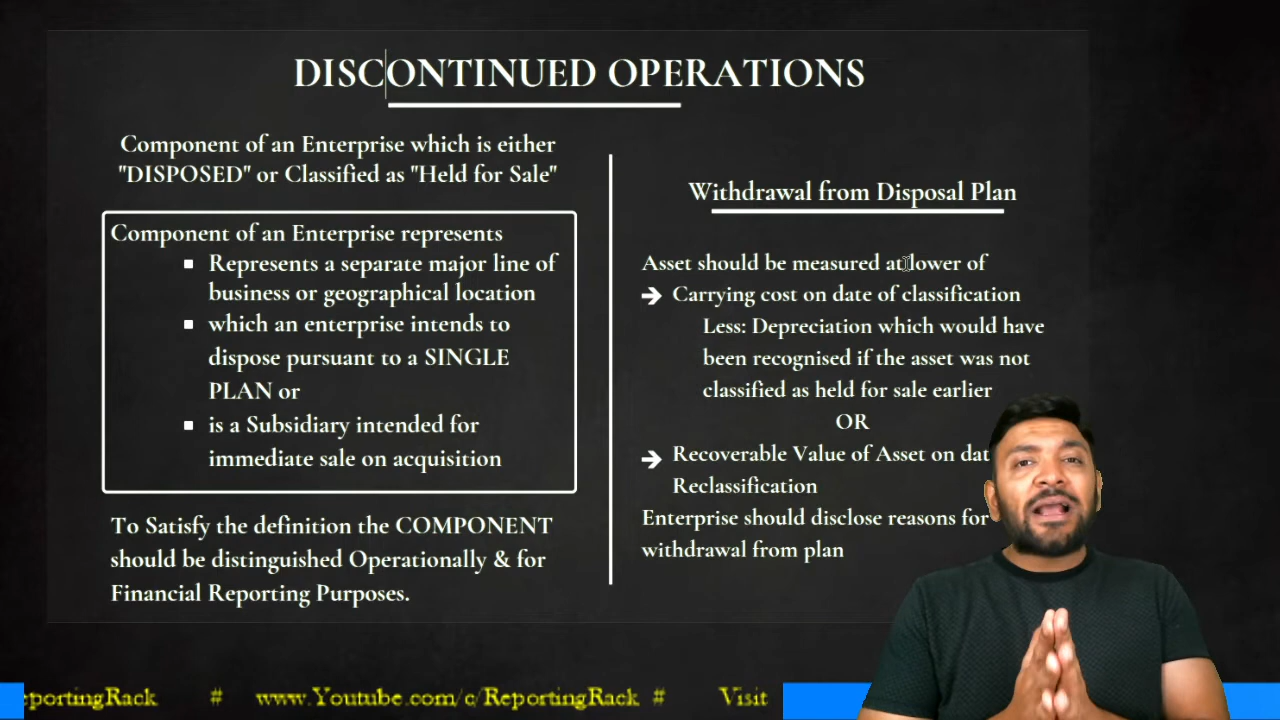 DISCONTINUED OPERATIONS
Component of an Enterprise which is either
"DISPOSED" or Classified as "Held for Sale"
Component of an Enterprise represents
Represents a separate major line of
business or geographical location
which an enterprise intends to
dispose pursuant to a SINGLE
PLAN or
is a Subsidiary intended for
immediate sale on acquisition
To Satisfy the definition the COMPONENT
should be distinguished Operationally & for
Financial Reporting Purposes.
Withdrawal from Disposal Plan
Asset should be measured at lower of
Carrying cost on date of classification
Less: Depreciation which would have
been recognised if the asset was not
classified as held for sale earlier
OR
Recoverable Value of Asset on
Reclassification
Enterprise should disclose reasons for
withdrawal from plan
eportingRack # www.Youtube.com/c/ReportingRack # Visit